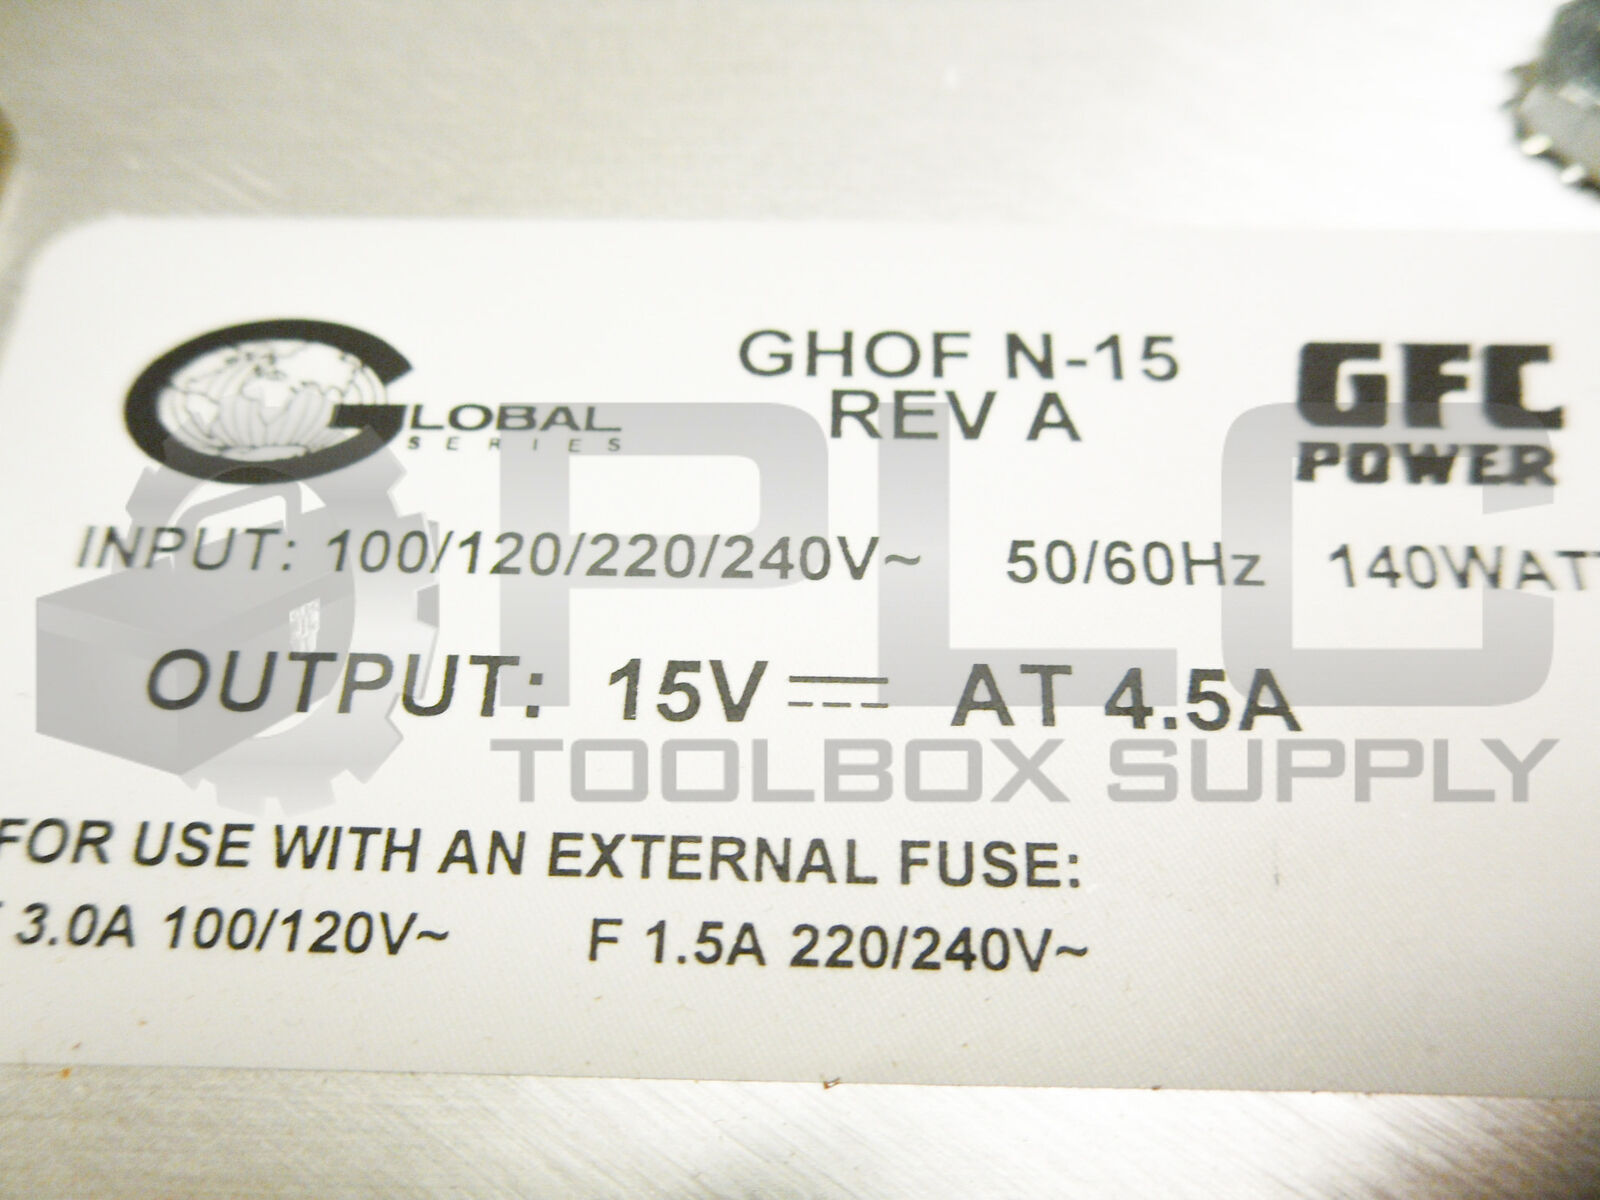 GLOBAL
SERIES
GHOF N-15
REV A
GFC
POWER
INPUT: 100/120/220/240V~ 50/60Hz 140WATT
OUTPUT: 15V⎓ AT 4.5A
PLC
TOOLBOX SUPPLY
FOR USE WITH AN EXTERNAL FUSE:
3.0A 100/120V~ F 1.5A 220/240V~